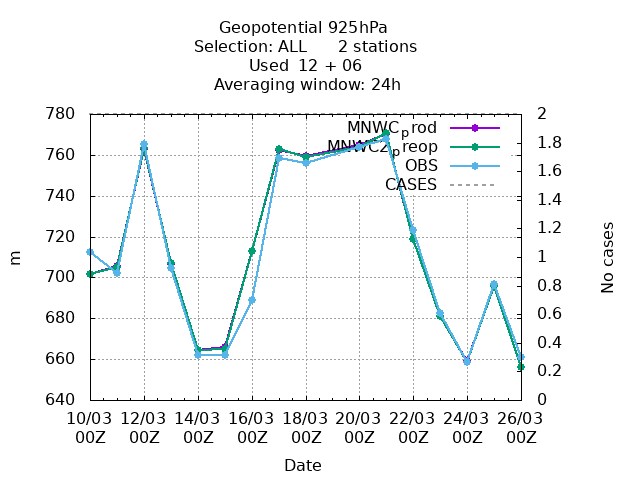 Geopotential 925hPa
Selection: ALL 2 stations
Used 12 + 06
Averaging window: 24h
780
760
740
720
700
680
660
640
m
2
1.8
1.6
1.4
1.2
1
0.8
0.6
0.4
0.2
0
No cases
MNWCprod
MNWC2preop
OBS
CASES
10/03 12/03 14/03 16/03 18/03 20/03 22/03 24/03 26/03
00Z 00Z 00Z 00Z 00Z 00Z 00Z 00Z 00Z
Date